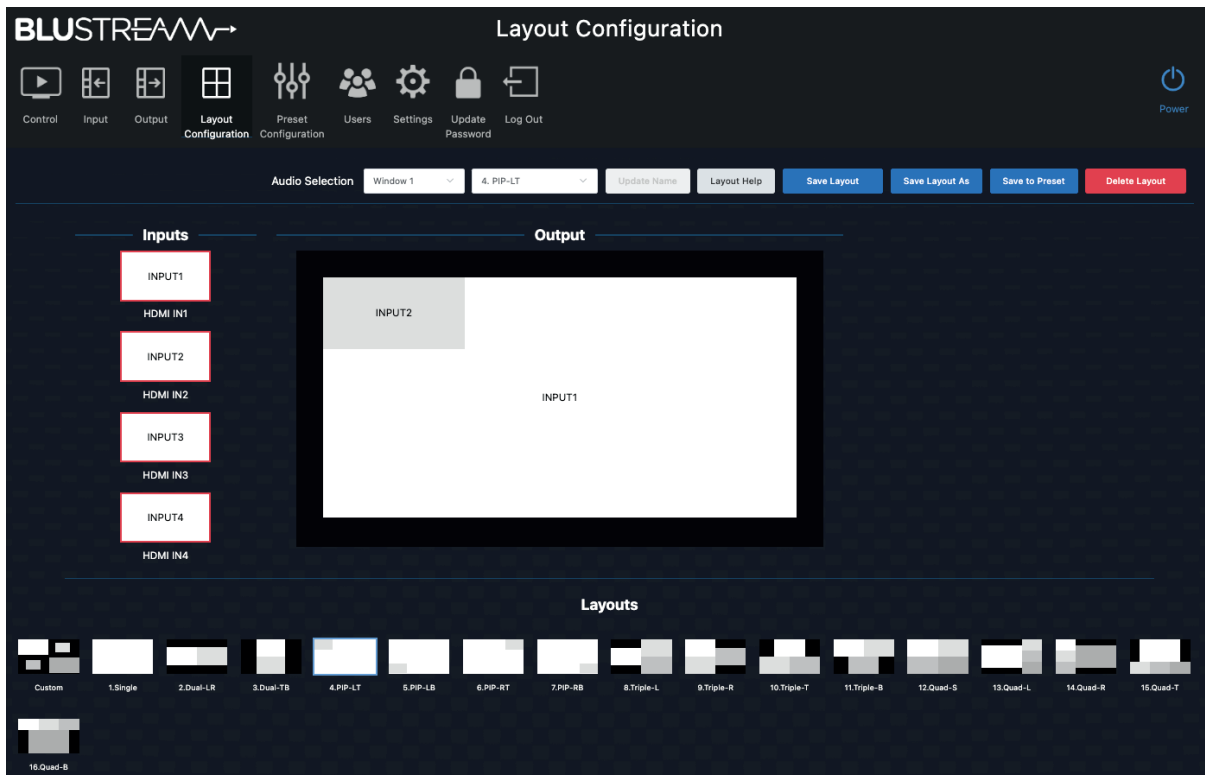 BLUSTREAM
Layout Configuration
Control
Input
Output
Layout
Configuration
Preset
Configuration
Users
Settings
Update
Password
Log Out
Power
Audio Selection
Window 1
4. PIP-LT
Update Name
Layout Help
Save Layout
Save Layout As
Save to Preset
Delete Layout
Inputs
Output
INPUT1
HDMI IN1
INPUT2
HDMI IN2
INPUT3
HDMI IN3
INPUT4
HDMI IN4
INPUT2
INPUT1
Layouts
Custom
1.Single
2.Dual-LR
3.Dual-TB
4.PIP-LT
5.PIP-LB
6.PIP-RT
7.PIP-RB
8.Triple-L
9.Triple-R
10.Triple-T
11.Triple-B
12.Quad-S
13.Quad-L
14.Quad-R
15.Quad-T
16.Quad-B